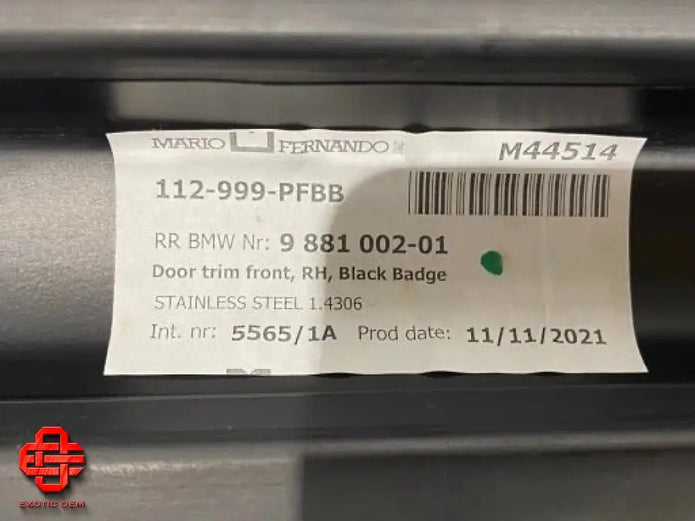 MARIO FERNANDO M44514
112-999-PFBB
RR BMW Nr: 9 881 002-01
Door trim front, RH, Black Badge
STAINLESS STEEL 1.4306
Int. nr: 5565/1A Prod date: 11/11/2021
EXOTIC OEM